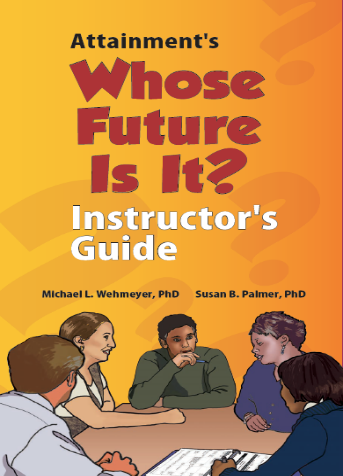 Attainment's
Whose
Future
Is It?
Instructor's
Guide
Michael L. Wehmeyer, PhD Susan B. Palmer, PhD